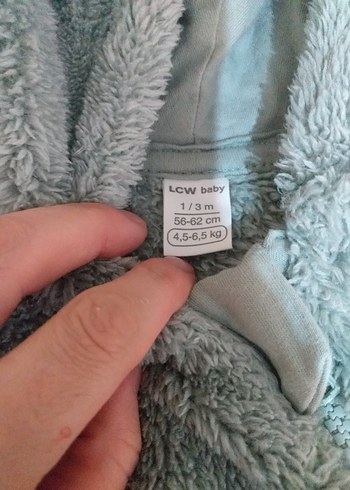 LCW baby
1 / 3 m
56-62 cm
4,5-6,5 kg